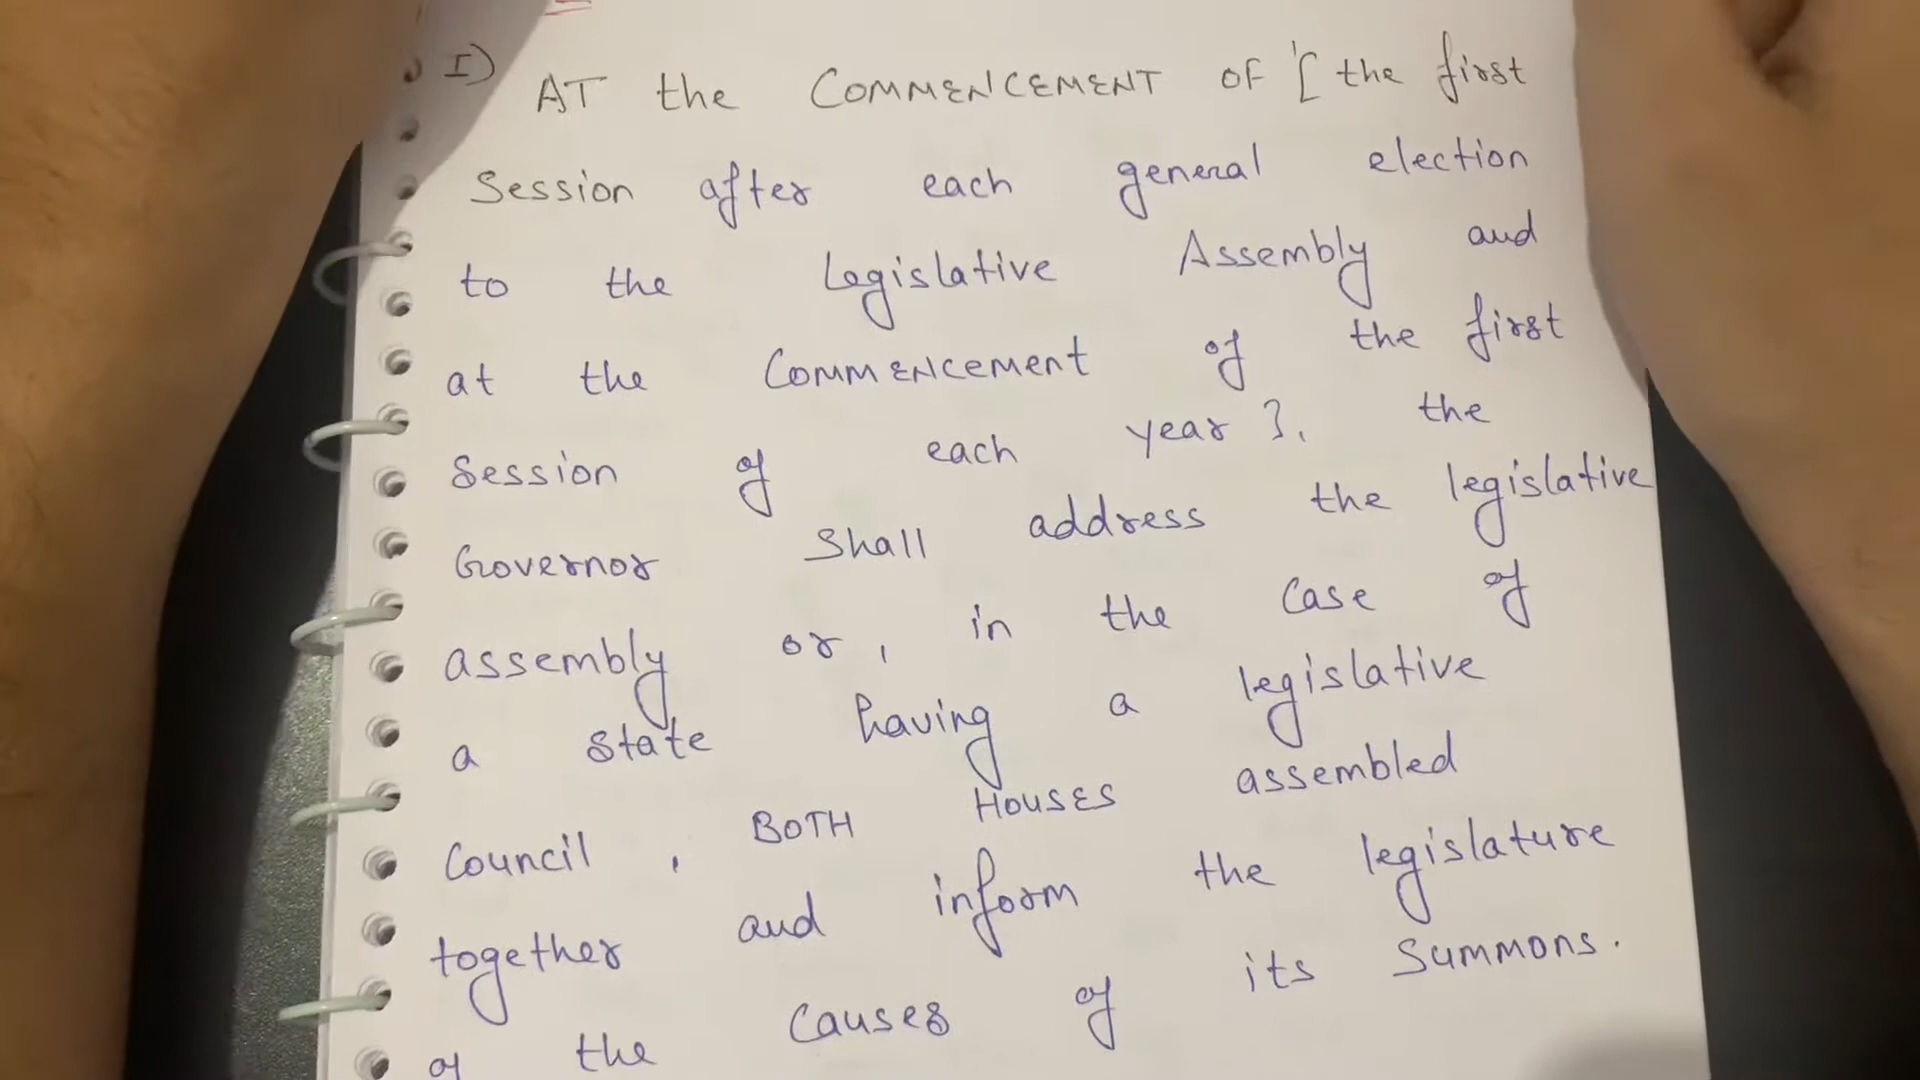 I) AT the COMMENCEMENT OF '[ the first
Session after each general election
to the Legislative Assembly and
at the Commencement of the first
Session of each year ], the
Governor Shall address the legislative
assembly or, in the Case of
a state having a legislative
Council, BOTH HOUSES assembled
together and inform the legislature
of the Causes of its Summons.